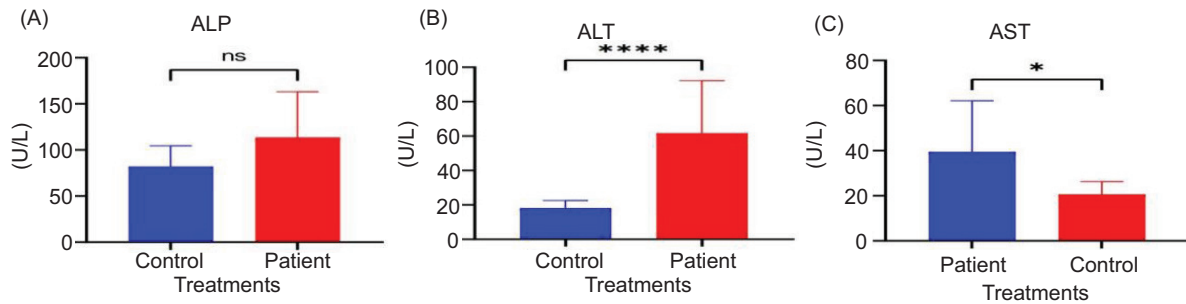 (A)
ALP
ns
(U/L)
200
150
100
50
0
Control Patient
Treatments
(B)
ALT
****
(U/L)
100
80
60
40
20
0
Control Patient
Treatments
(C)
AST
*
(U/L)
80
60
40
20
0
Patient Control
Treatments